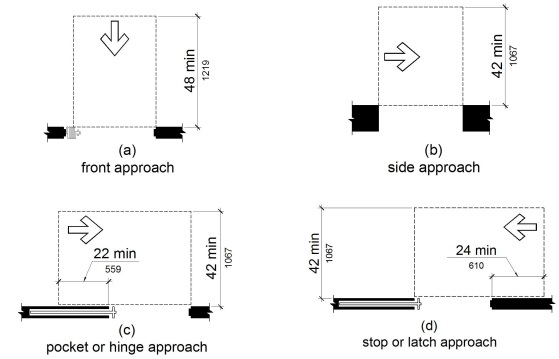 48 min
1219
(a)
front approach
42 min
1067
(b)
side approach
22 min
559
42 min
1067
(c)
pocket or hinge approach
42 min
1067
24 min
610
(d)
stop or latch approach